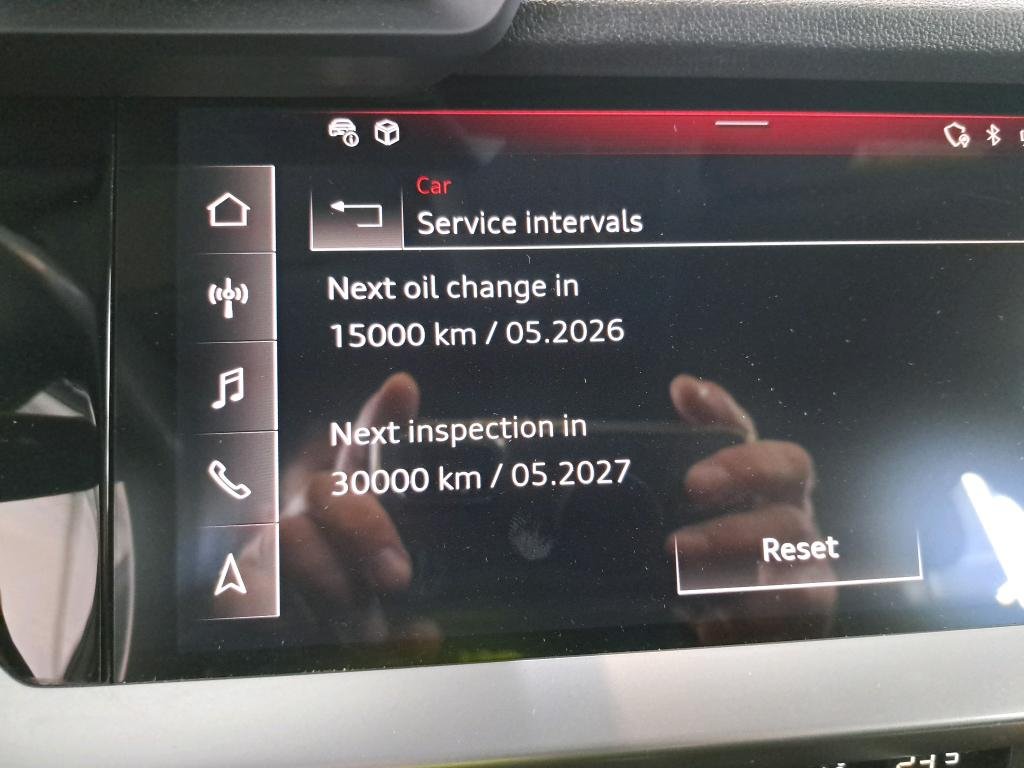 Car
Service intervals
Next oil change in
15000 km / 05.2026
Next inspection in
30000 km / 05.2027
Reset